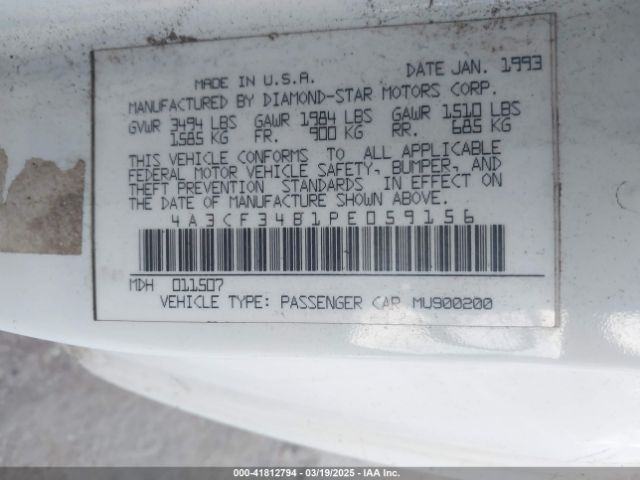 MADE IN U.S.A. DATE JAN. 1993
MANUFACTURED BY DIAMOND-STAR MOTORS CORP.
GVWR 3494 LBS GAWR 1984 LBS GAWR 1510 LBS
1585 KG FR. 900 KG RR. 685 KG
THIS VEHICLE CONFORMS TO ALL APPLICABLE
FEDERAL MOTOR VEHICLE SAFETY, BUMPER, AND
THEFT PREVENTION STANDARDS IN EFFECT ON
THE DATE OF MANUFACTURE SHOWN ABOVE.
4A3CF34B1PE059156
MDH 011507
VEHICLE TYPE: PASSENGER CAR MU900200
000-41812794 - 03/19/2025 - IAA Inc.